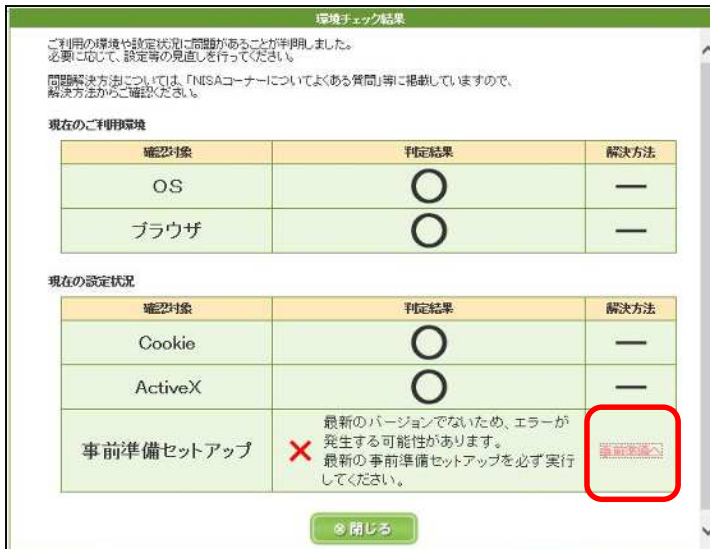 環境チェック結果
ご利用の環境や設定状況に問題があることが判明しました。
必要に応じて、設定等の見直しを行ってください。
問題解決方法については、「NISAコーナーについてよくある質問」等に掲載していますので、
解決方法からご確認ください。
現在のご利用環境
確認対象 判定結果 解決方法
OS ○ ―
ブラウザ ○ ―
現在の設定状況
確認対象 判定結果 解決方法
Cookie ○ ―
ActiveX ○ ―
最新のバージョンでないため、エラーが
発生する可能性があります。
事前準備セットアップ × 最新の事前準備セットアップを必ず実行 事前準備へ
してください。
⊗閉じる